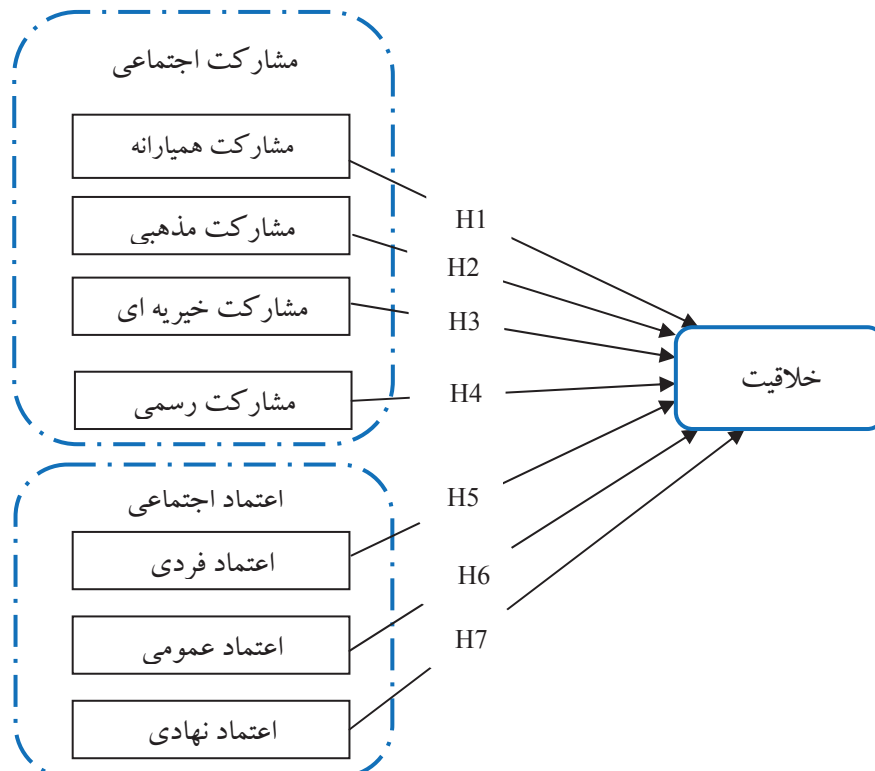 مشارکت اجتماعی
مشارکت همیارانه
مشارکت مذهبی
مشارکت خیریه ای
مشارکت رسمی
H1
H2
H3
H4
خلاقیت
اعتماد اجتماعی
اعتماد فردی
اعتماد عمومی
اعتماد نهادی
H5
H6
H7